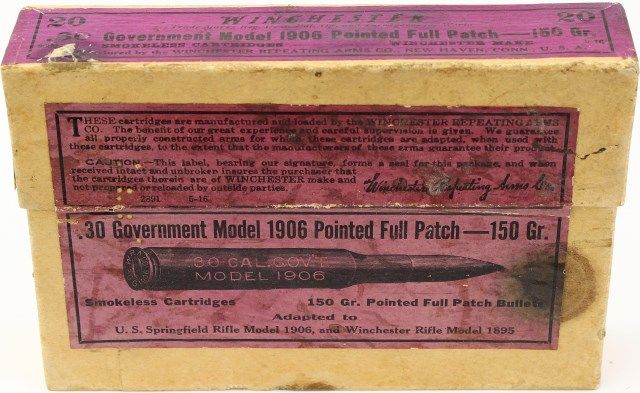 20 WINCHESTER 20
.30 Government Model 1906 Pointed Full Patch—150 Gr.
SMOKELESS CARTRIDGES WINCHESTER MAKE
by the WINCHESTER REPEATING ARMS CO., NEW HAVEN, CONN., U.S.A.
THESE cartridges are manufactured and loaded by the WINCHESTER REPEATING ARMS
CO. The benefit of our great experience and careful supervision is given. We guarantee
all properly constructed arms for which these cartridges are adapted, when used with
these cartridges, to the extent that the manufacturers of these arms guarantee their
CAUTION.—This label, bearing our signature, forms a seal for this package, and when
received intact and unbroken insures the purchaser that
the cartridges therein are of WINCHESTER make and
not property or reloaded by outside parties.
Winchester Repeating Arms Co.
2891 5-16
.30 Government Model 1906 Pointed Full Patch—150 Gr.
.30 CAL. GOV'T
MODEL 1906
Smokeless Cartridges 150 Gr. Pointed Full Patch Bullets
Adapted to
U. S. Springfield Rifle Model 1906, and Winchester Rifle Model 1895